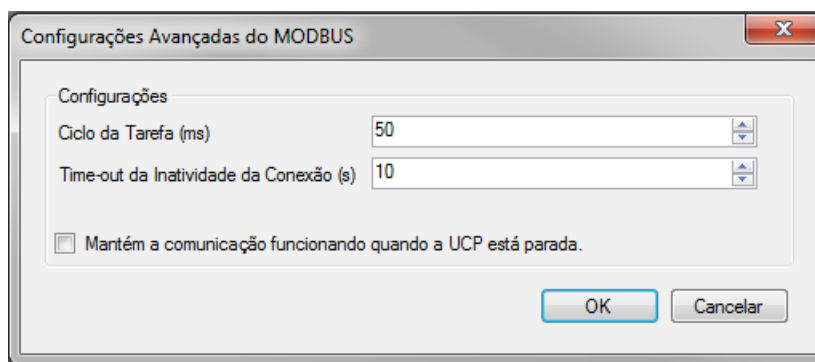 Configurações Avançadas do MODBUS
Configurações
Ciclo da Tarefa (ms) 50
Time-out da Inatividade da Conexão (s) 10
Mantém a comunicação funcionando quando a UCP está parada.
OK Cancelar